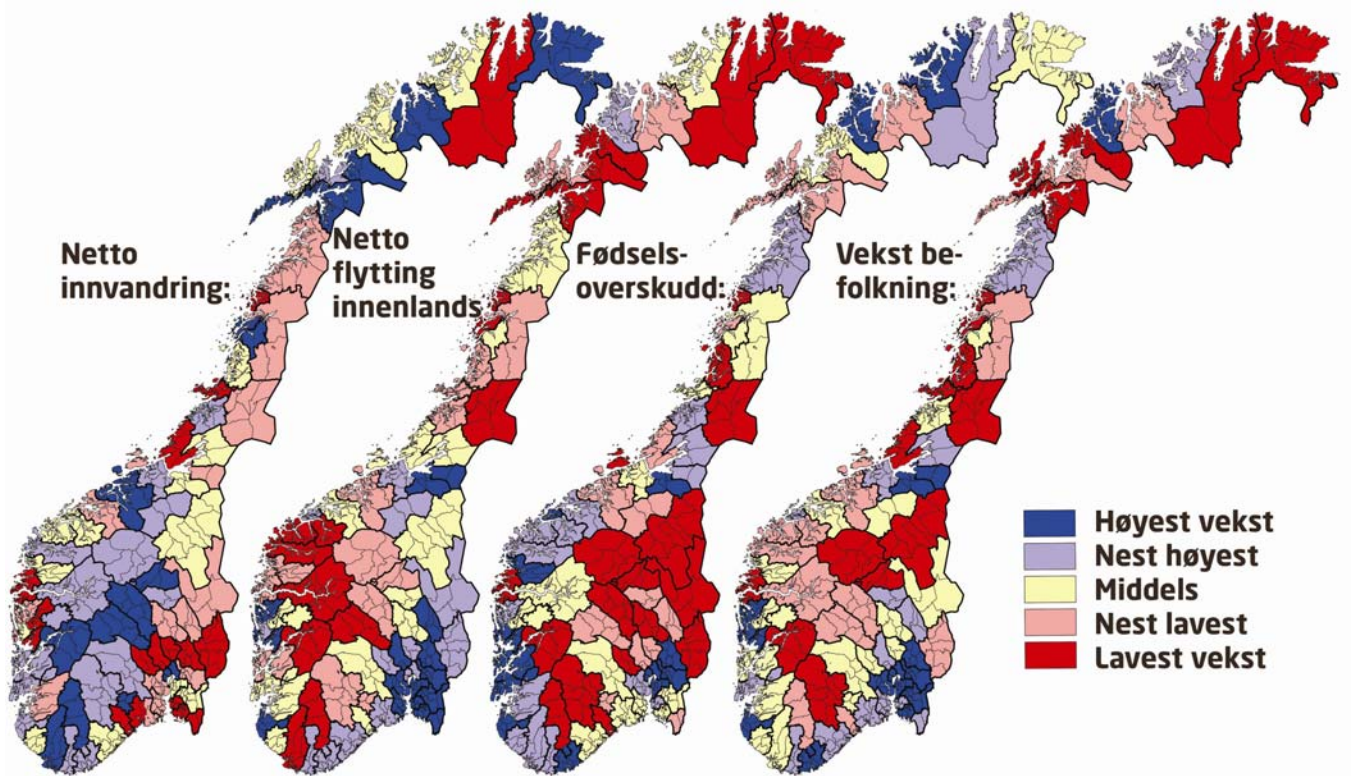 Netto
innvandring:
Netto
flytting
innenlands
Fødsels-
overskudd:
Vekst be-
folkning:
Høyest vekst
Nest høyest
Middels
Nest lavest
Lavest vekst